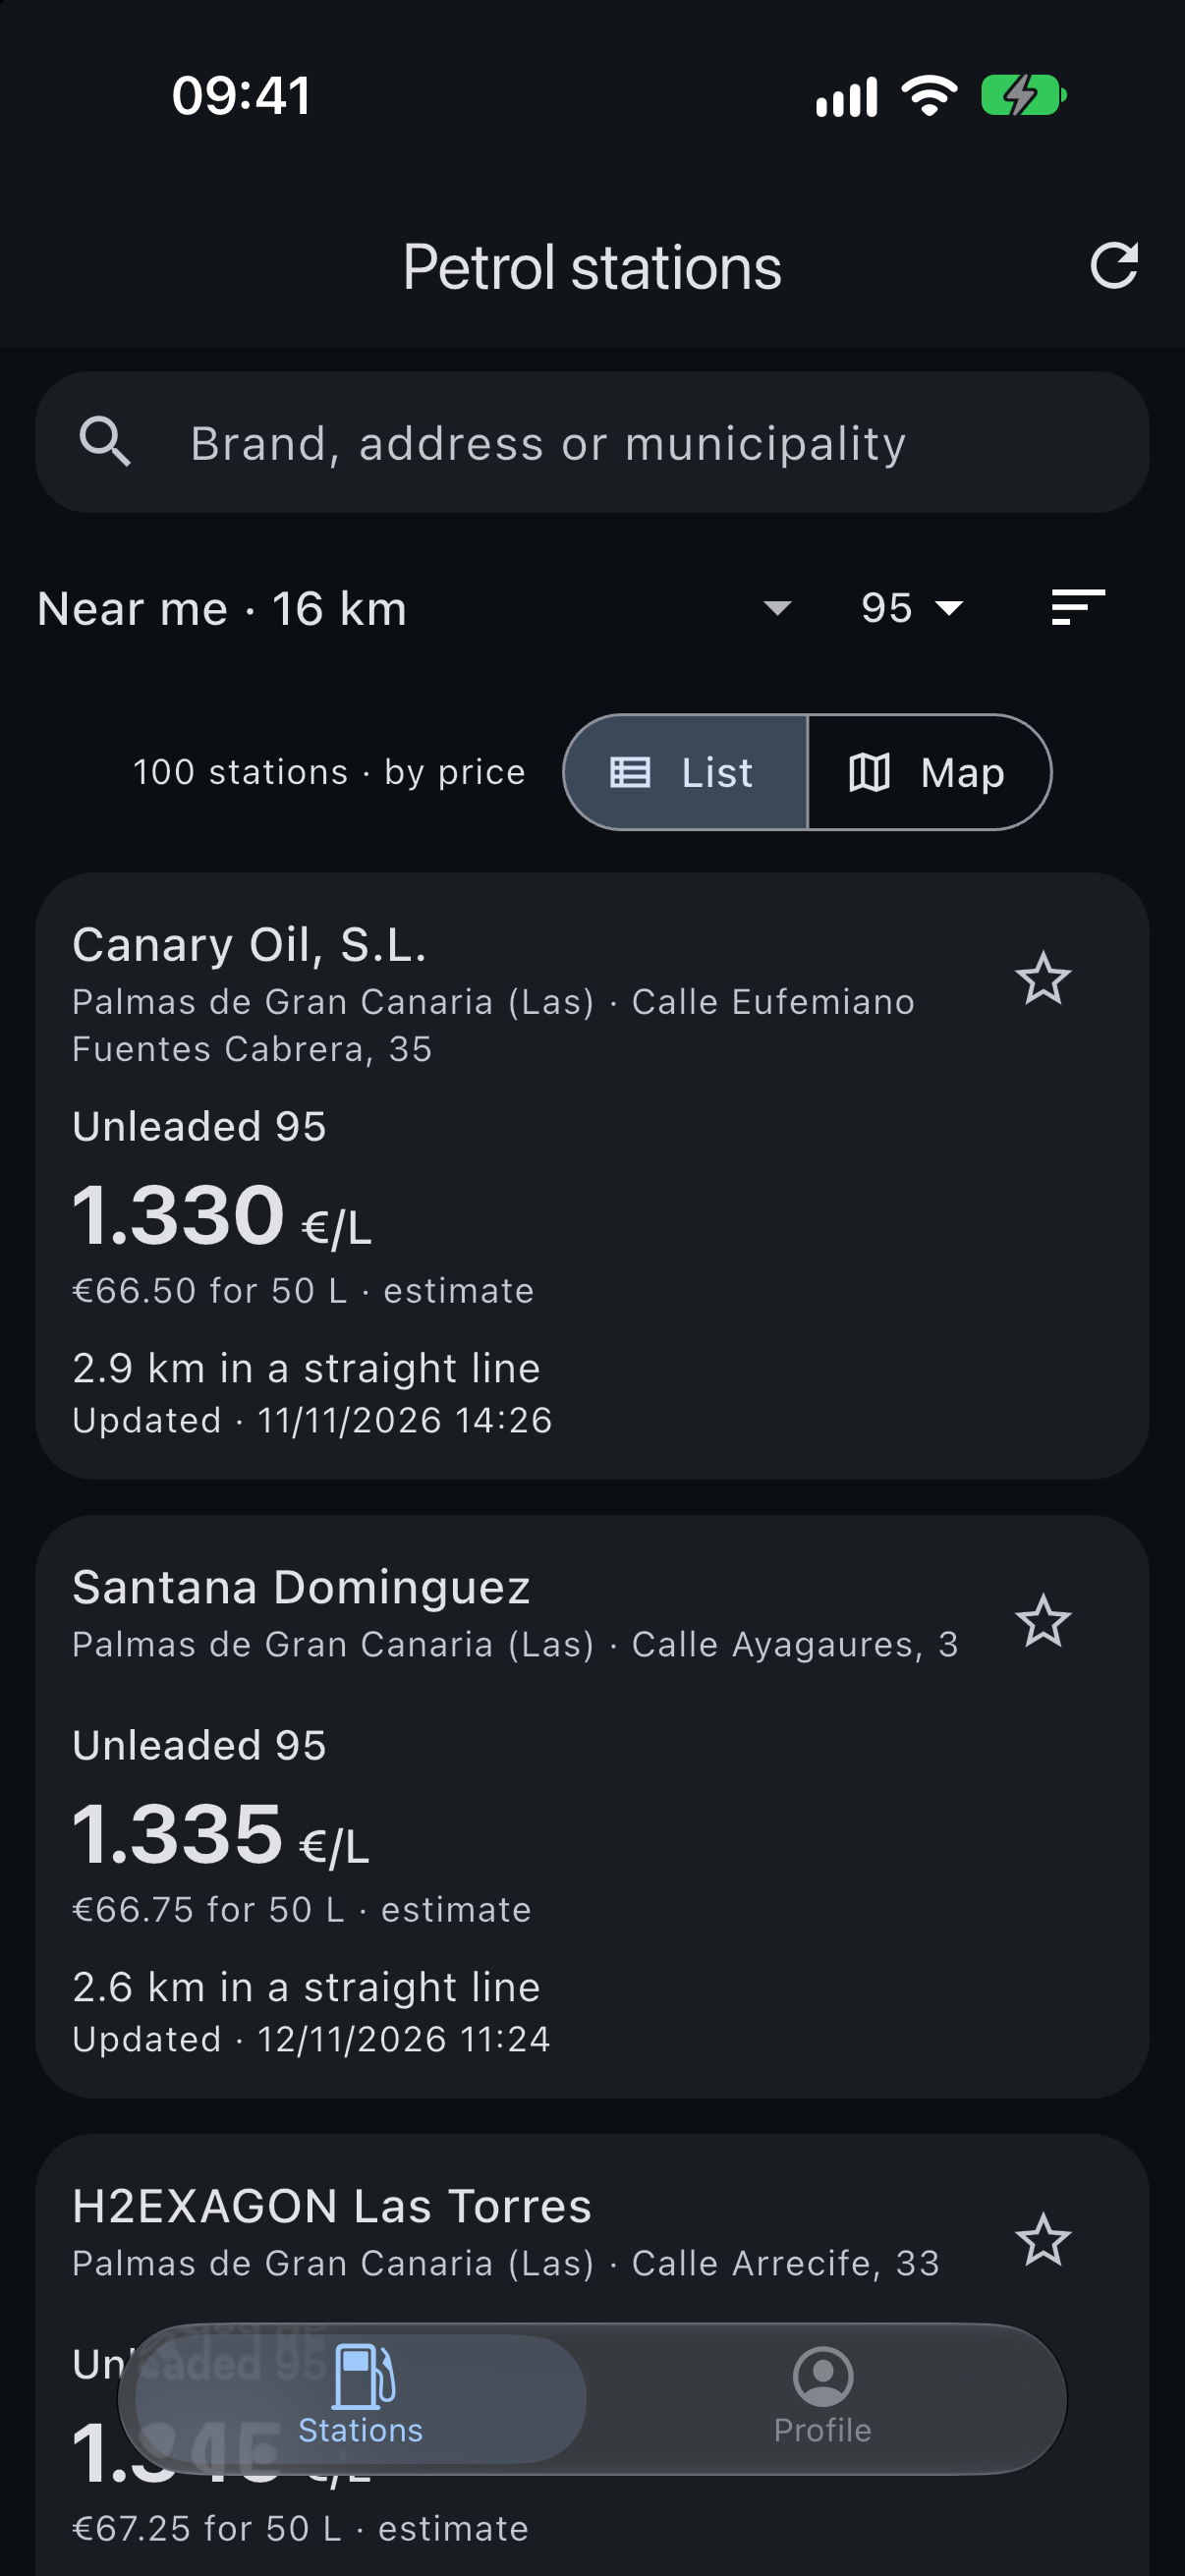 09:41
Petrol stations
Brand, address or municipality
Near me · 16 km
95
100 stations · by price
List
Map
Canary Oil, S.L.
Palmas de Gran Canaria (Las) · Calle Eufemiano
Fuentes Cabrera, 35
Unleaded 95
1.330 €/L
€66.50 for 50 L · estimate
2.9 km in a straight line
Updated · 11/11/2026 14:26
Santana Dominguez
Palmas de Gran Canaria (Las) · Calle Ayagaures, 3
Unleaded 95
1.335 €/L
€66.75 for 50 L · estimate
2.6 km in a straight line
Updated · 12/11/2026 11:24
H2EXAGON Las Torres
Palmas de Gran Canaria (Las) · Calle Arrecife, 33
Unleaded 95
1.345 €/L
Stations
Profile
€67.25 for 50 L · estimate